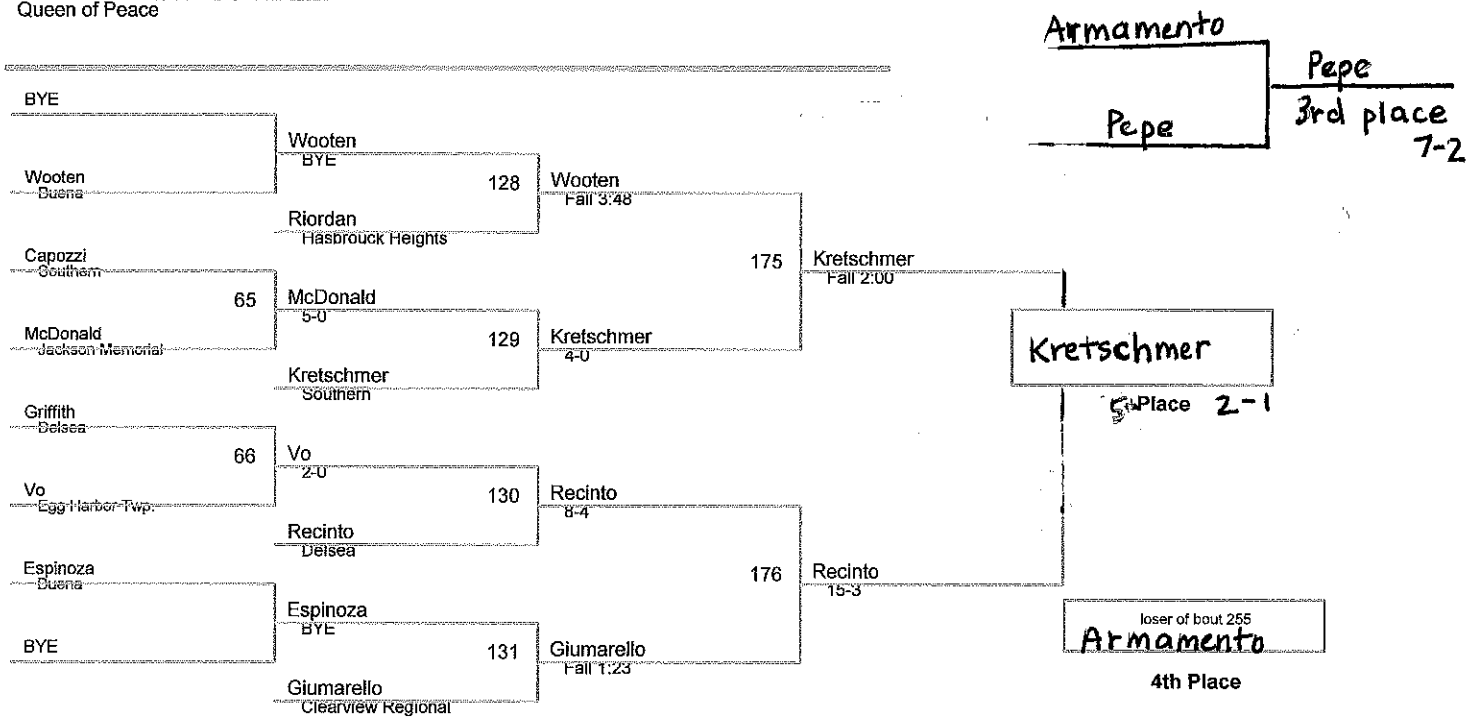 Queen of Peace
Armamento
Pepe
Pepe
3rd place
7-2
BYE
Wooten
BYE
Wooten
Buena
128
Wooten
Fall 3:48
Riordan
Hasbrouck Heights
Capozzi
Southern
175
Kretschmer
Fall 2:00
65
McDonald
5-0
McDonald
Jackson Memorial
129
Kretschmer
4-0
Kretschmer
Southern
Kretschmer
5th Place 2-1
Griffith
Delsea
66
Vo
2-0
Vo
Egg Harbor Twp.
130
Recinto
8-4
Recinto
Delsea
Espinoza
Buena
176
Recinto
15-3
Espinoza
BYE
BYE
131
Giumarello
Fall 1:23
Giumarello
Clearview Regional
loser of bout 255
Armamento
4th Place